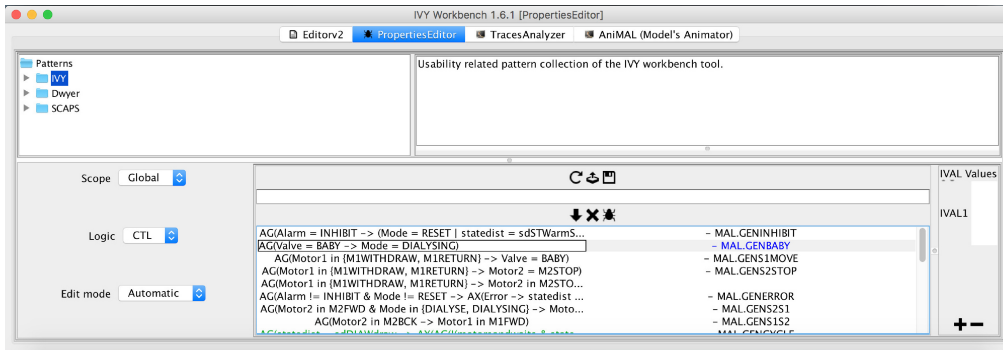 IVY Workbench 1.6.1 [PropertiesEditor]
Editorv2 PropertiesEditor TracesAnalyzer AniMAL (Model's Animator)
Patterns
IVY
Dwyer
SCAPS
Usability related pattern collection of the IVY workbench tool.
Scope Global
Logic CTL
Edit mode Automatic
AG(Alarm = INHIBIT -> (Mode = RESET | statedist = sdSTWarmS... - MAL.GENINHIBIT
AG(Valve = BABY -> Mode = DIALYSING) - MAL.GENBABY
AG(Motor1 in {M1WITHDRAW, M1RETURN} -> Valve = BABY) - MAL.GENS1MOVE
AG(Motor1 in {M1WITHDRAW, M1RETURN} -> Motor2 = M2STOP) - MAL.GENS2STOP
AG(Motor1 in {M1WITHDRAW, M1RETURN} -> Motor2 = M2STO...
AG(Alarm != INHIBIT & Mode != RESET -> AX(Error -> statedist ... - MAL.GENERROR
AG(Motor2 in M2FWD & Mode in {DIALYSE, DIALYSING} -> Moto... - MAL.GENS2S1
AG(Motor2 in M2BCK -> Motor1 in M1FWD) - MAL.GENS1S2
IVAL Values
IVAL1